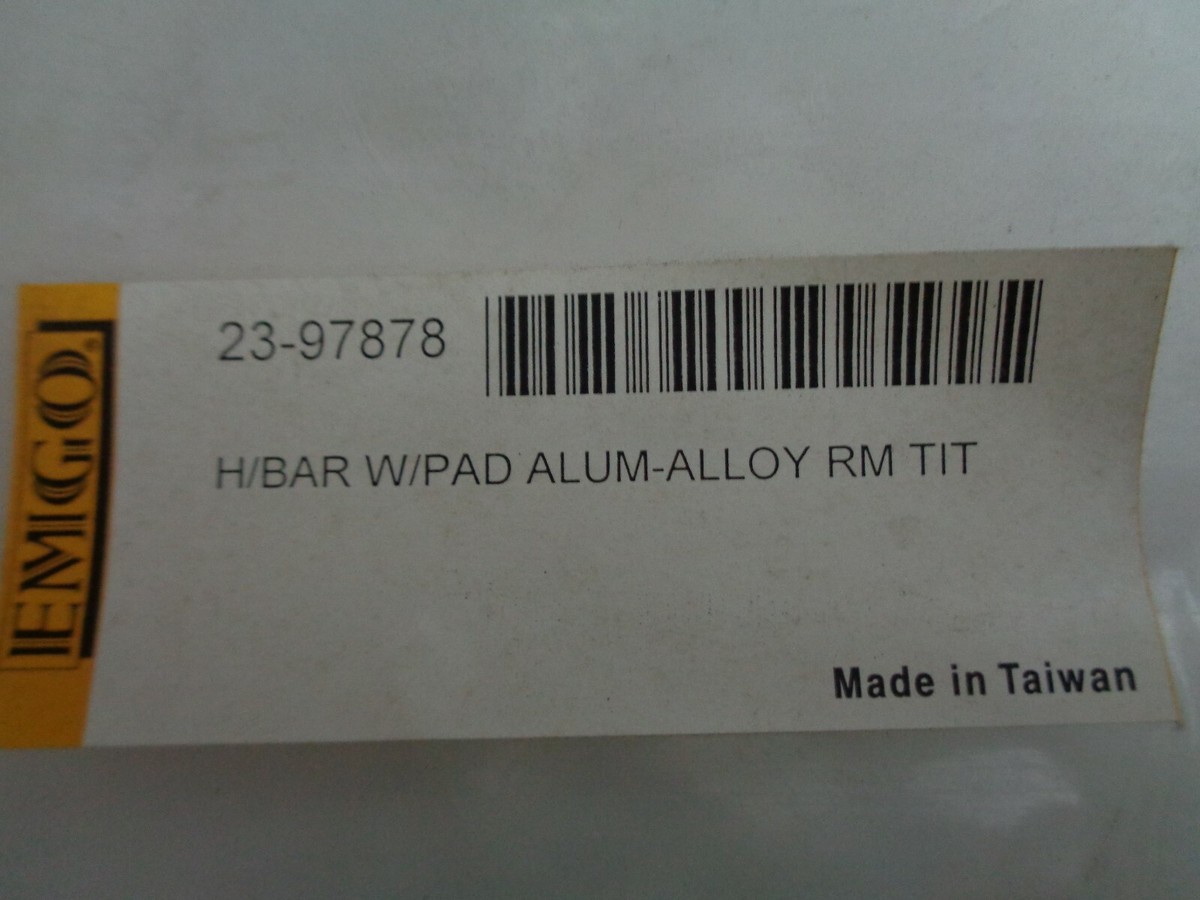 EMGO®
23-97878
H/BAR W/PAD ALUM-ALLOY RM TIT
Made in Taiwan